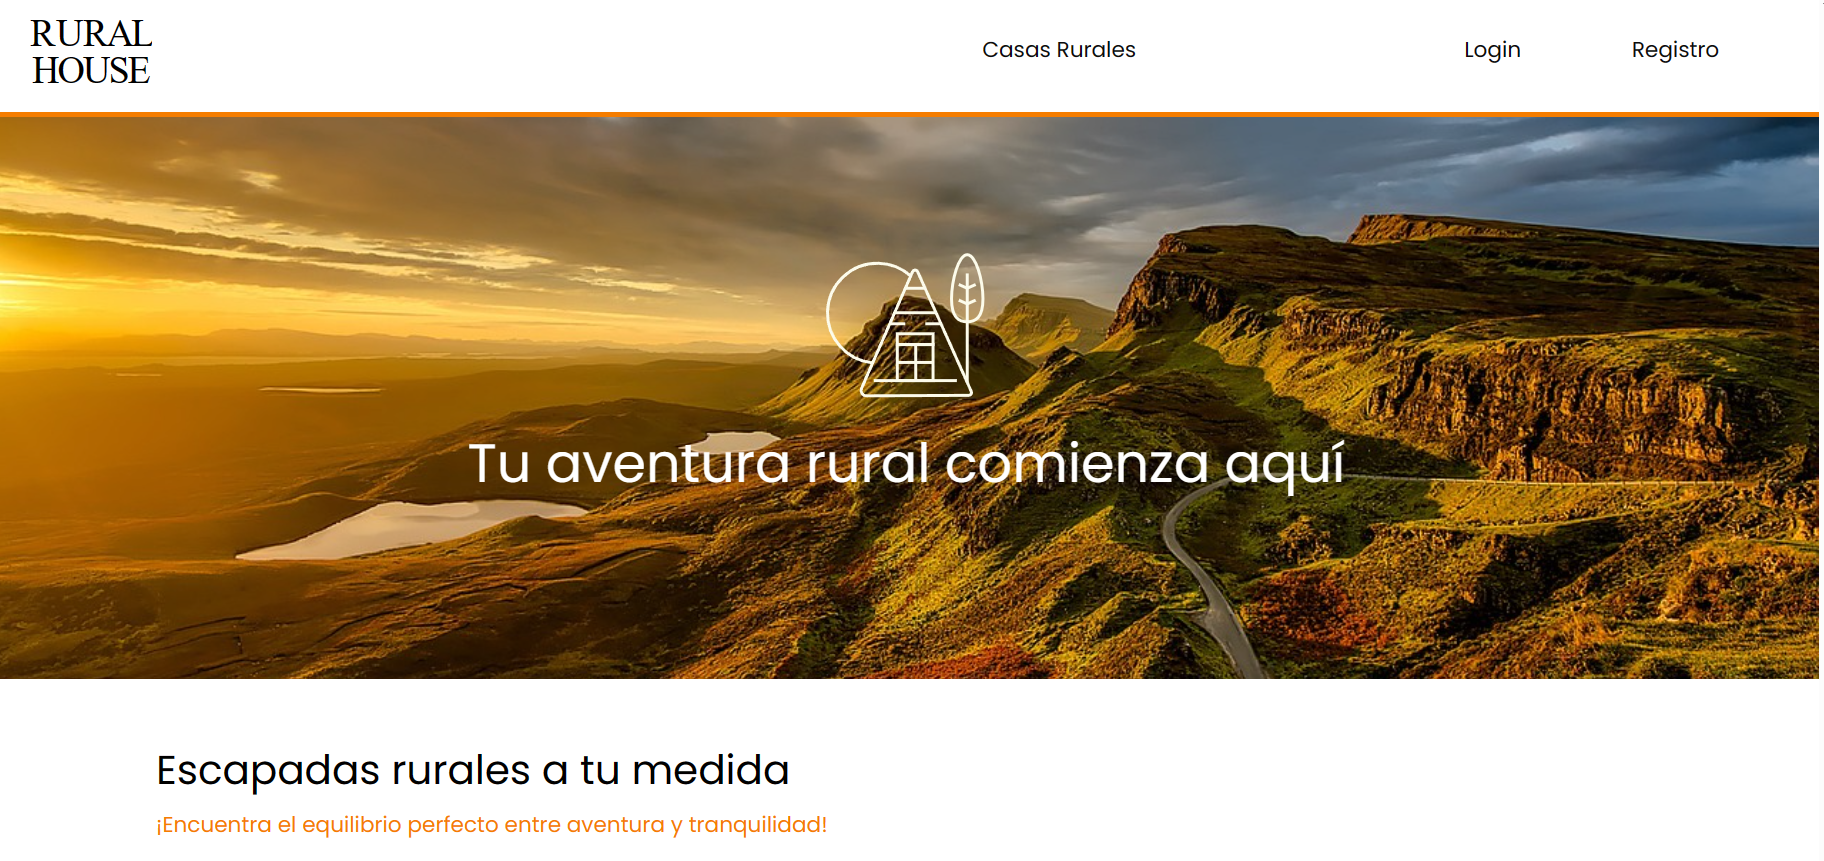 RURAL
HOUSE
Casas Rurales
Login
Registro
Tu aventura rural comienza aquí
Escapadas rurales a tu medida
¡Encuentra el equilibrio perfecto entre aventura y tranquilidad!